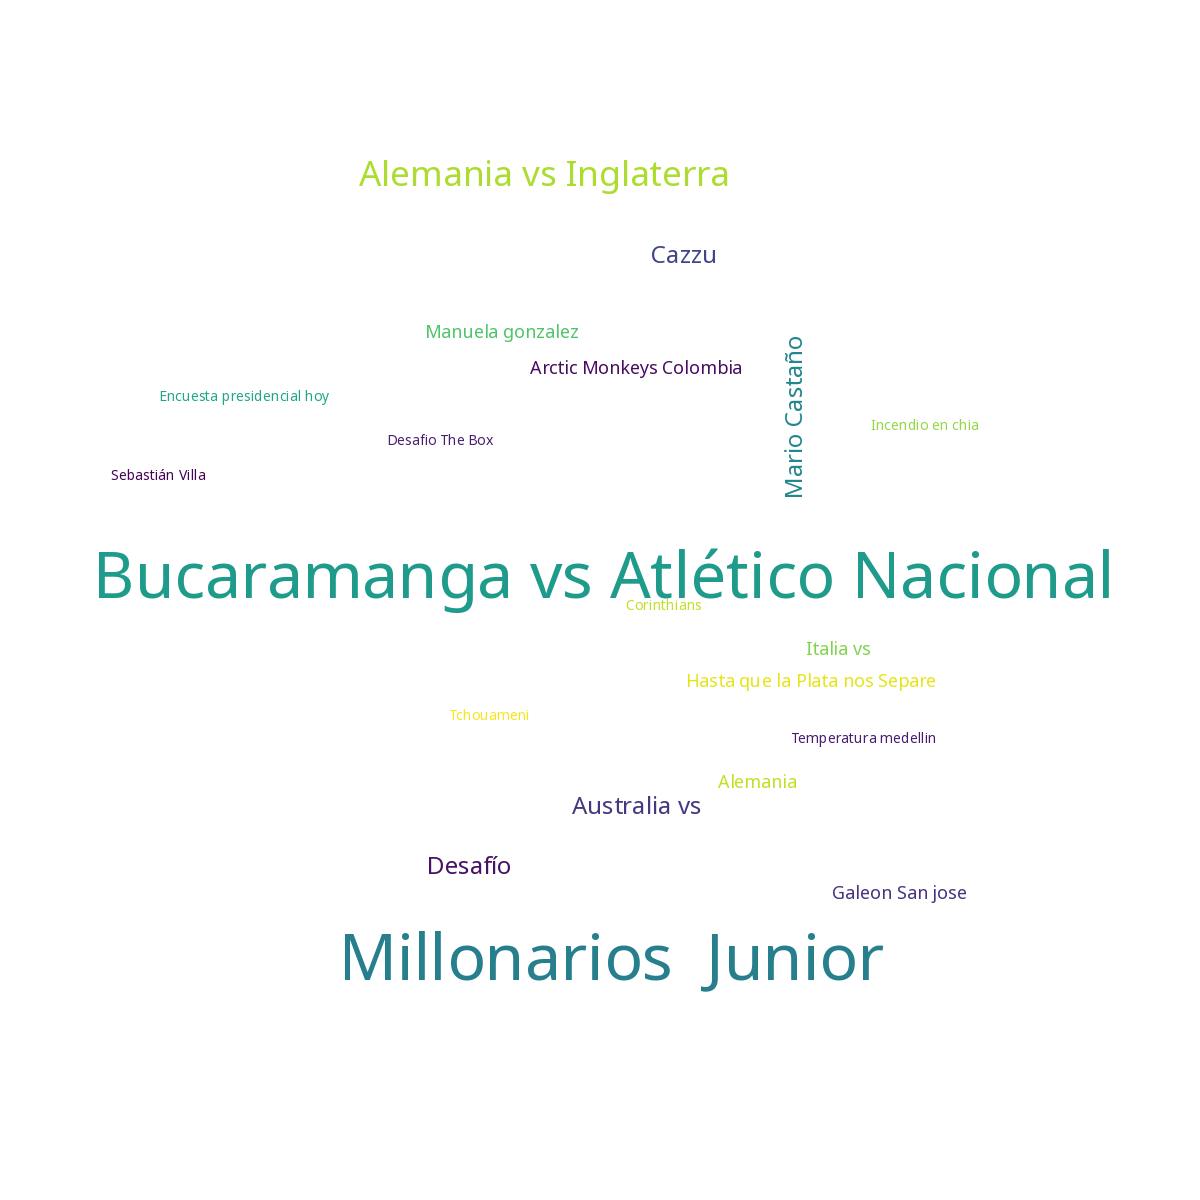 Alemania vs Inglaterra
Cazzu
Manuela gonzalez
Arctic Monkeys Colombia
Mario Castaño
Encuesta presidencial hoy
Incendio en chia
Desafio The Box
Sebastián Villa
Bucaramanga vs Atlético Nacional
Corinthians
Italia vs
Hasta que la Plata nos Separe
Tchouameni
Temperatura medellin
Alemania
Australia vs
Desafío
Galeon San jose
Millonarios  Junior